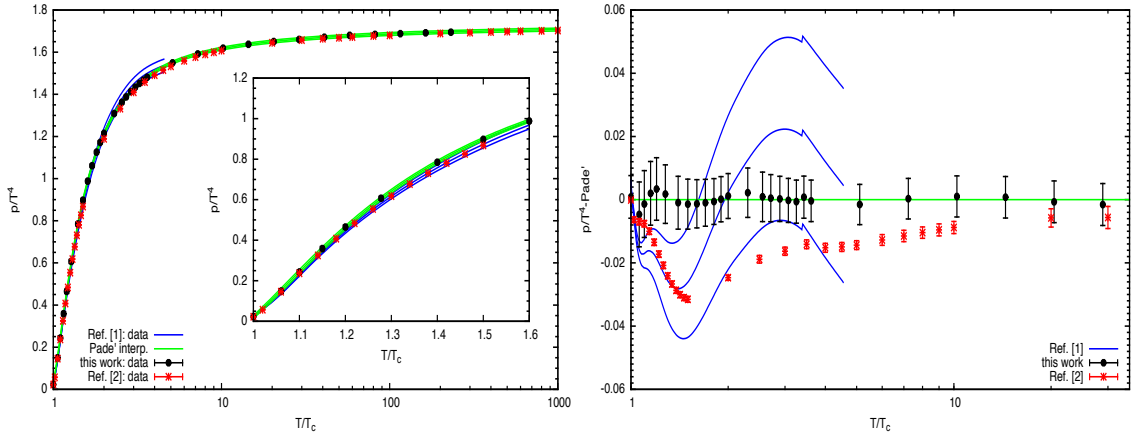 1.8
1.6
1.4
1.2
1
0.8
0.6
0.4
0.2
0
p/T⁴
1
10
100
1000
T/T_c
Ref. [1]: data
Pade' interp.
this work: data
Ref. [2]: data
1.2
1
0.8
0.6
0.4
0.2
0
p/T⁴
1
1.1
1.2
1.3
1.4
1.5
1.6
T/T_c
0.06
0.04
0.02
0
-0.02
-0.04
-0.06
p/T⁴-Pade'
1
10
T/T_c
Ref. [1]
this work
Ref. [2]